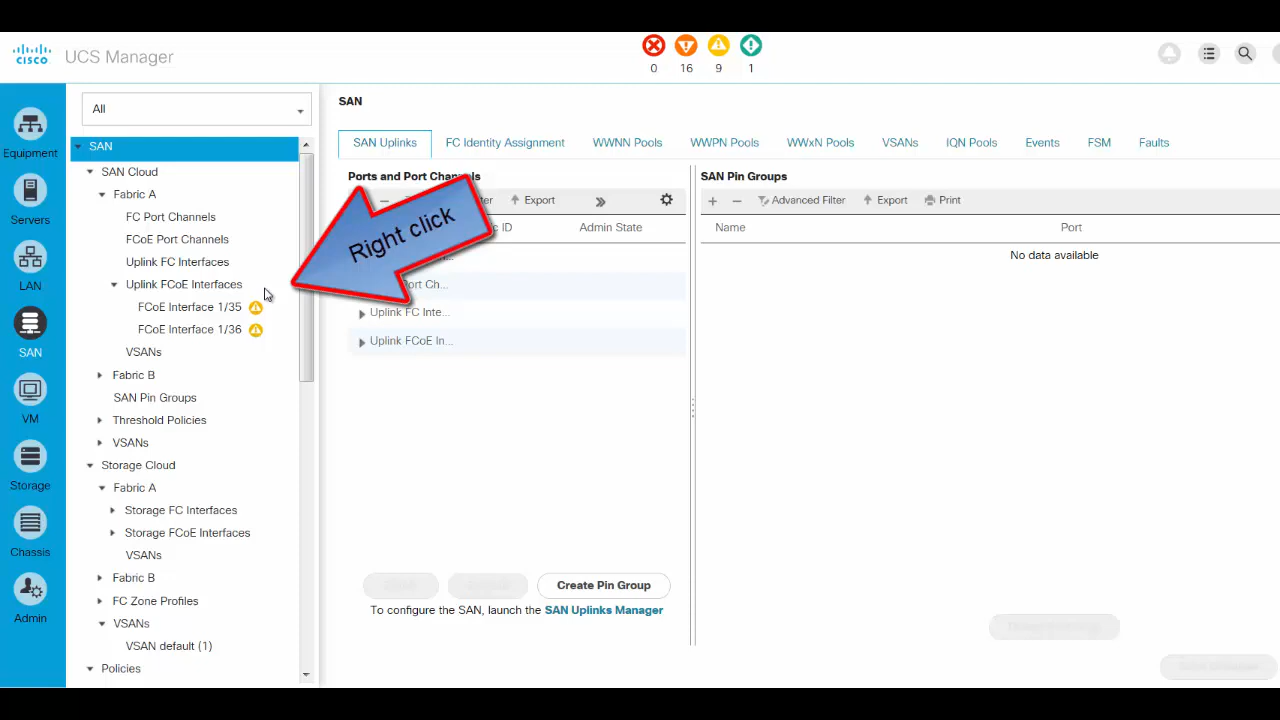 CISCO
UCS Manager
0 16 9 1
All
Equipment
Servers
LAN
SAN
VM
Storage
Chassis
Admin
SAN
SAN Cloud
Fabric A
FC Port Channels
FCoE Port Channels
Uplink FC Interfaces
Uplink FCoE Interfaces
FCoE Interface 1/35
FCoE Interface 1/36
VSANs
Fabric B
SAN Pin Groups
Threshold Policies
VSANs
Storage Cloud
Fabric A
Storage FC Interfaces
Storage FCoE Interfaces
VSANs
Fabric B
FC Zone Profiles
VSANs
VSAN default (1)
Policies
SAN
SAN Uplinks FC Identity Assignment WWNN Pools WWPN Pools WWxN Pools VSANs IQN Pools Events FSM Faults
Ports and Port Channels
Export
ID Admin State
Right click
Uplink FC Inte...
Uplink FCoE In...
Create Pin Group
To configure the SAN, launch the SAN Uplinks Manager
SAN Pin Groups
+ − Advanced Filter Export Print
Name Port
No data available